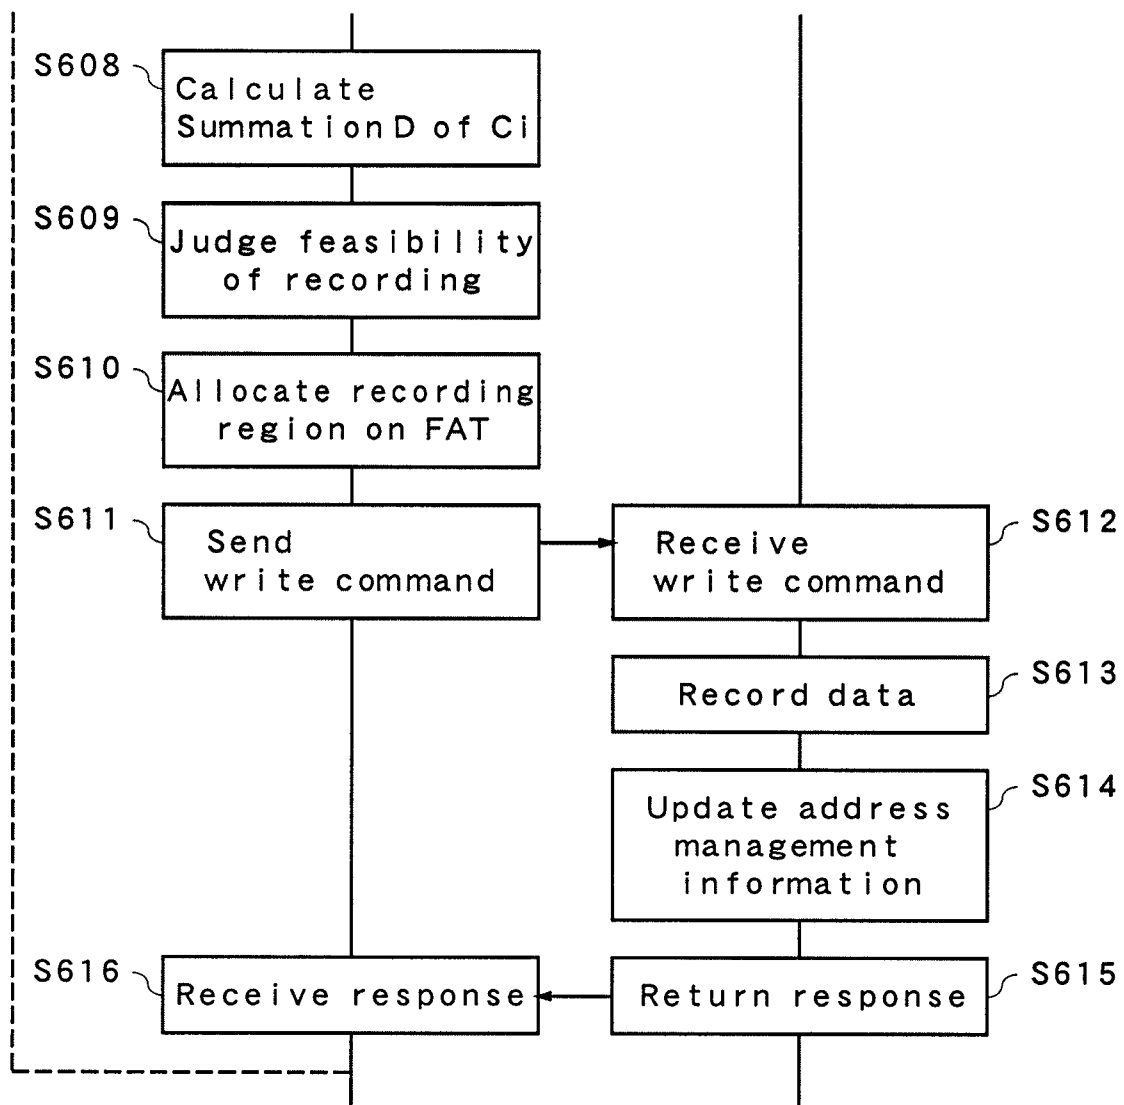 S608
Calculate
Summation D of Ci
S609
Judge feasibility
of recording
S610
Allocate recording
region on FAT
S611
Send
write command
S612
Receive
write command
S613
Record data
S614
Update address
management
information
S616
Receive response
S615
Return response